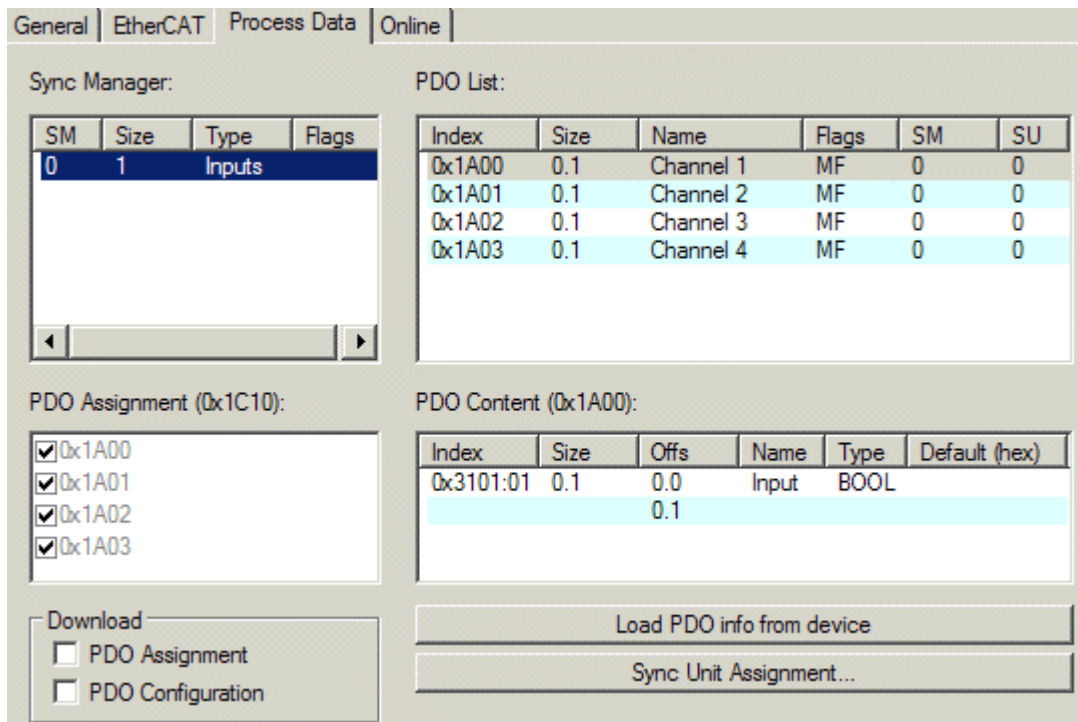 General EtherCAT Process Data Online
Sync Manager:
SM Size Type Flags
0 1 Inputs
PDO List:
Index Size Name Flags SM SU
0x1A00 0.1 Channel 1 MF 0 0
0x1A01 0.1 Channel 2 MF 0 0
0x1A02 0.1 Channel 3 MF 0 0
0x1A03 0.1 Channel 4 MF 0 0
PDO Assignment (0x1C10):
0x1A00
0x1A01
0x1A02
0x1A03
PDO Content (0x1A00):
Index Size Offs Name Type Default (hex)
0x3101:01 0.1 0.0 Input BOOL
0.1
Download
PDO Assignment
PDO Configuration
Load PDO info from device
Sync Unit Assignment...